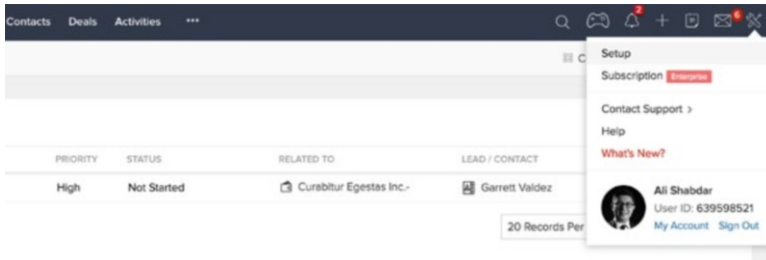 Contacts Deals Activities •••
2
6
C
Setup
Subscription Enterprise
Contact Support >
Help
What's New?
PRIORITY STATUS RELATED TO LEAD / CONTACT
High Not Started Curabitur Egestas Inc.- Garrett Valdez
20 Records Per
Ali Shabdar
User ID: 639598521
My Account Sign Out